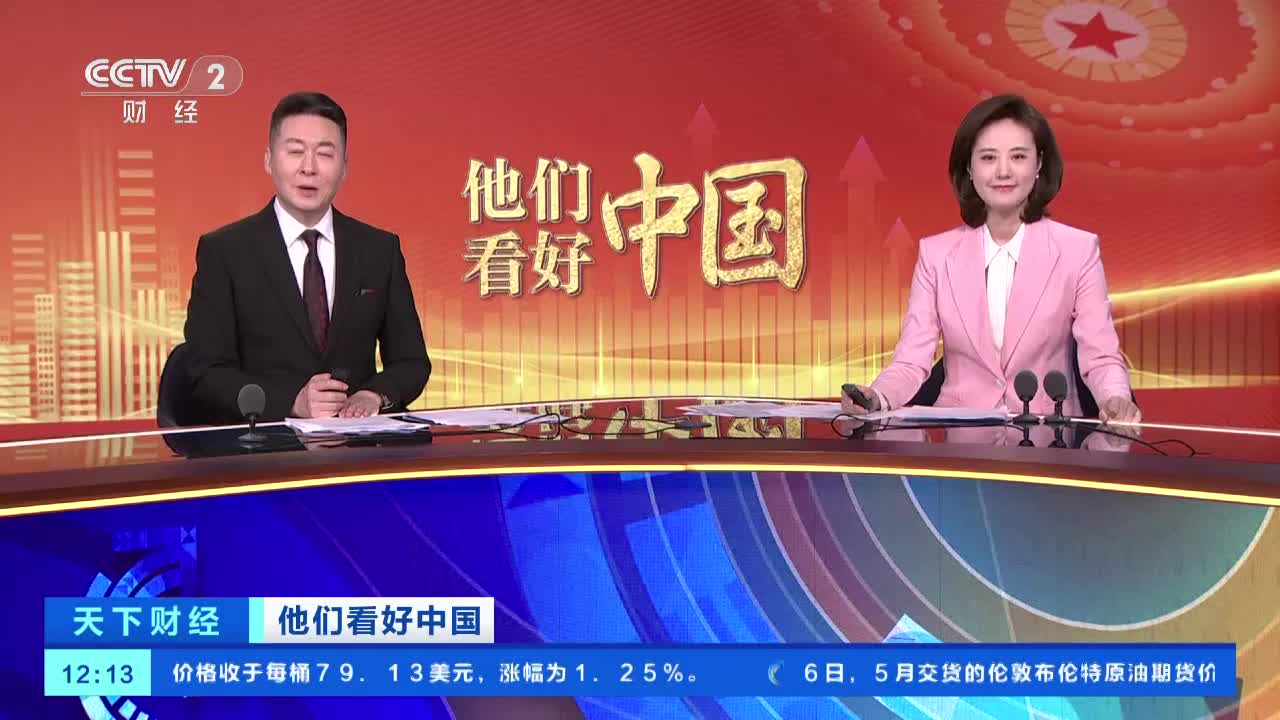 CCTV 2
财 经
他们
看好
中国
天下财经
他们看好中国
12:13
价格收于每桶79．13美元，涨幅为1．25%。 6日，5月交货的伦敦布伦特原油期货价